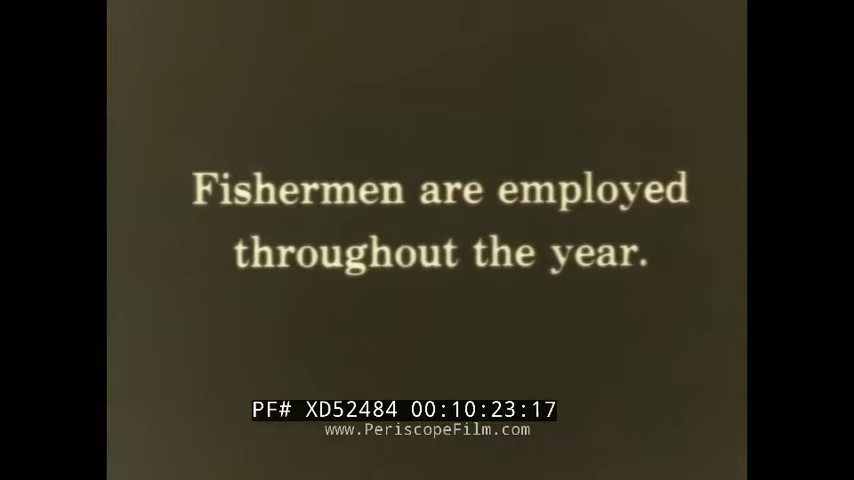 Fishermen are employed
throughout the year.
PF# XD52484 00:10:23:17
www.PeriscopeFilm.com